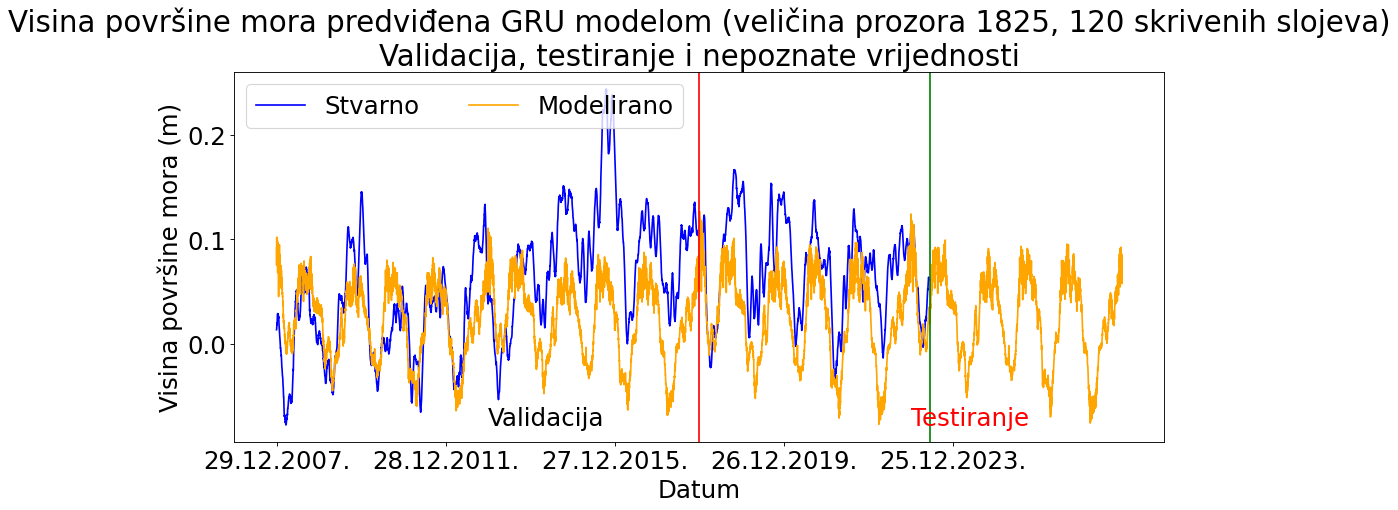 Visina površine mora predviđena GRU modelom (veličina prozora 1825, 120 skrivenih slojeva)
Validacija, testiranje i nepoznate vrijednosti
Stvarno
Modelirano
Visina površine mora (m)
0.2
0.1
0.0
Validacija
Testiranje
29.12.2007.
28.12.2011.
27.12.2015.
26.12.2019.
25.12.2023.
Datum